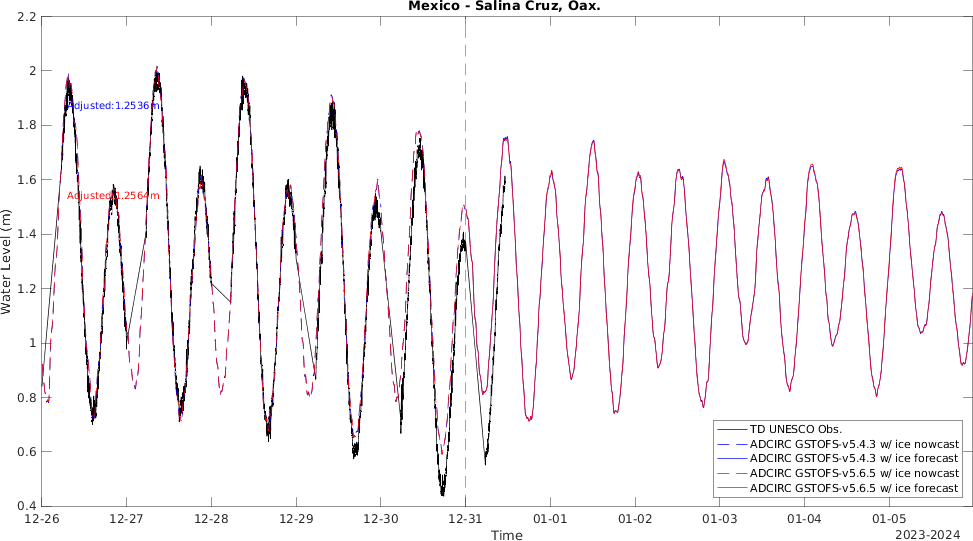 Mexico - Salina Cruz, Oax.
2.2
2
1.8
1.6
1.4
1.2
1
0.8
0.6
0.4
Water Level (m)
Adjusted:1.2536m
Adjusted:1.2564m
TD UNESCO Obs.
ADCIRC GSTOFS-v5.4.3 w/ ice nowcast
ADCIRC GSTOFS-v5.4.3 w/ ice forecast
ADCIRC GSTOFS-v5.6.5 w/ ice nowcast
ADCIRC GSTOFS-v5.6.5 w/ ice forecast
12-26 12-27 12-28 12-29 12-30 12-31 01-01 01-02 01-03 01-04 01-05
Time
2023-2024